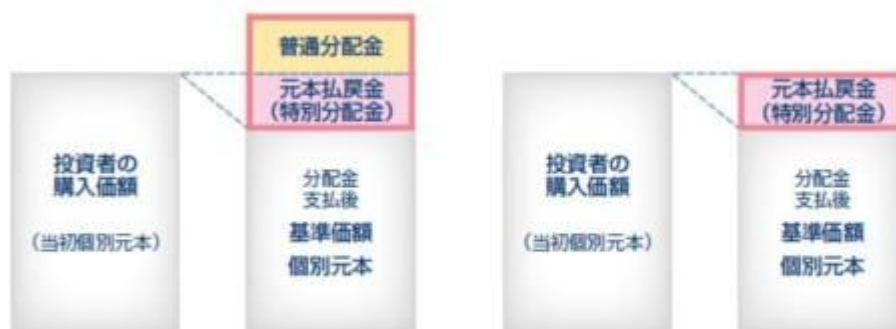 普通分配金
元本払戻金
(特別分配金)
投資者の
購入価額
(当初個別元本)
分配金
支払後
基準価額
個別元本
元本払戻金
(特別分配金)
投資者の
購入価額
(当初個別元本)
分配金
支払後
基準価額
個別元本